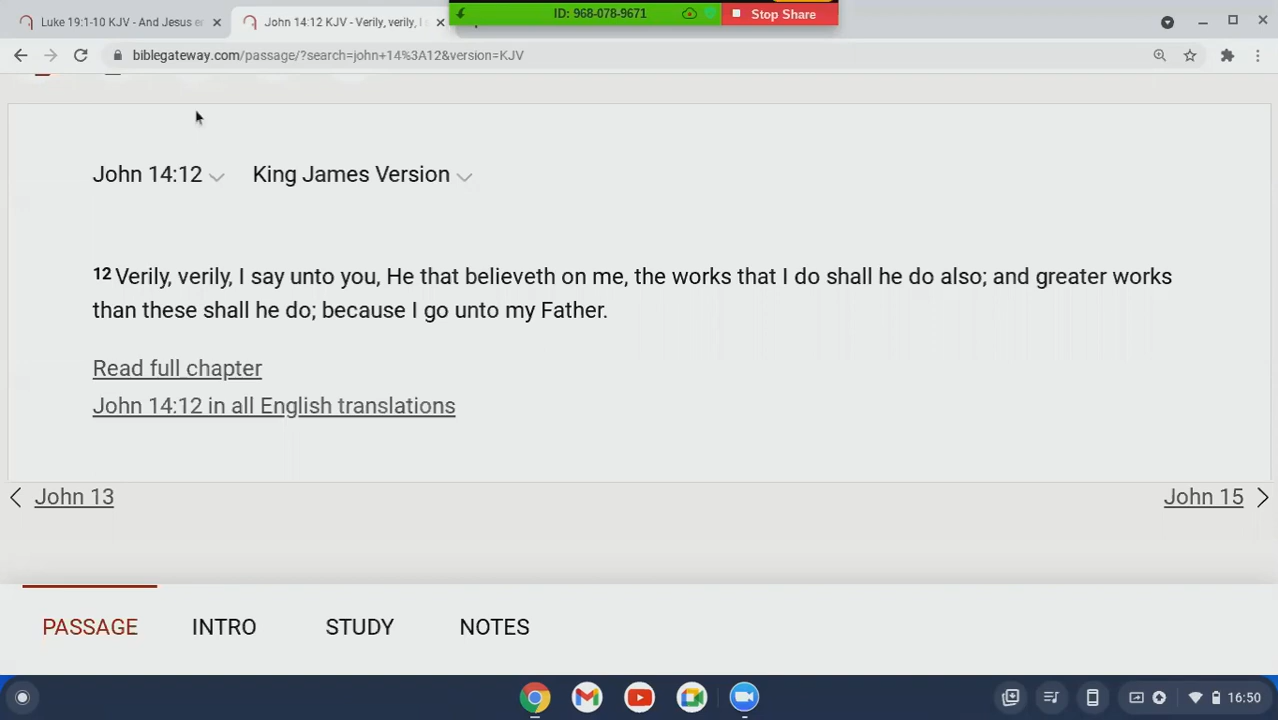 Luke 19:1-10 KJV - And Jesus e
John 14:12 KJV - Verily, verily, I s
ID: 968-078-9671
Stop Share
biblegateway.com/passage/?search=john+14%3A12&version=KJV
John 14:12 King James Version
12 Verily, verily, I say unto you, He that believeth on me, the works that I do shall he do also; and greater works
than these shall he do; because I go unto my Father.
Read full chapter
John 14:12 in all English translations
John 13 John 15
PASSAGE INTRO STUDY NOTES
16:50